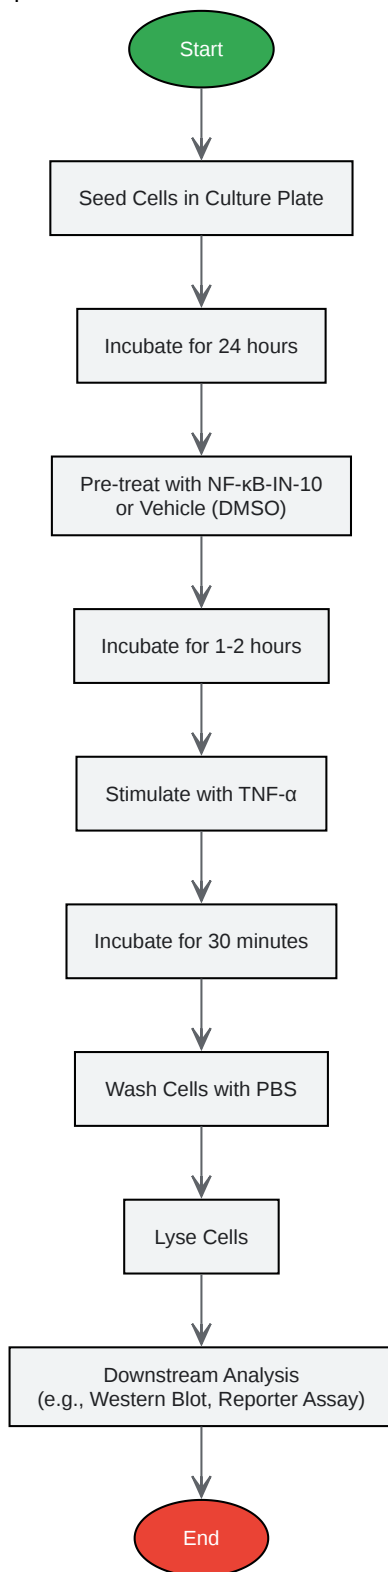 Start
Seed Cells in Culture Plate
Incubate for 24 hours
Pre-treat with NF-κB-IN-10
or Vehicle (DMSO)
Incubate for 1-2 hours
Stimulate with TNF-α
Incubate for 30 minutes
Wash Cells with PBS
Lyse Cells
Downstream Analysis
(e.g., Western Blot, Reporter Assay)
End